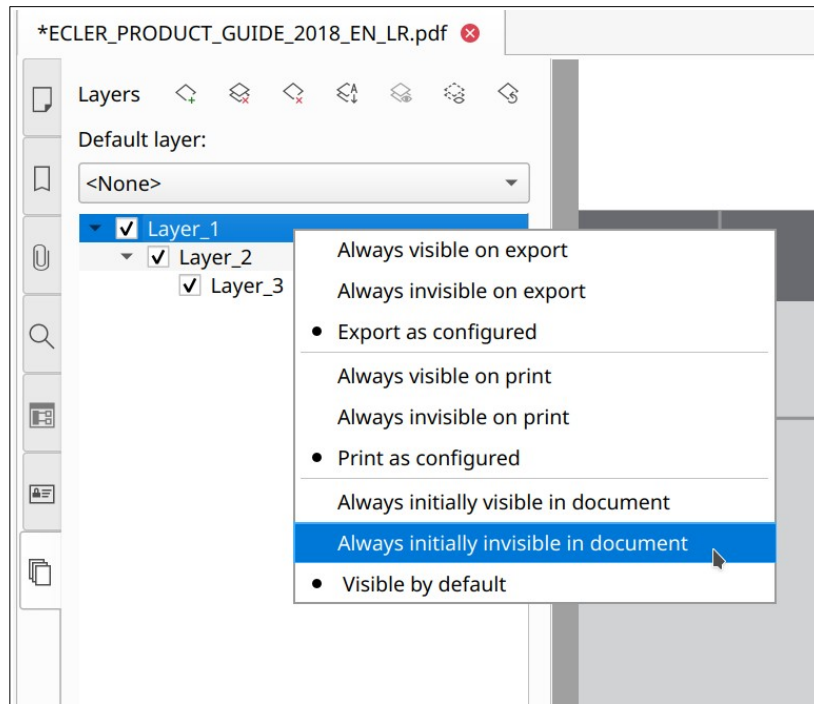 *ECLER_PRODUCT_GUIDE_2018_EN_LR.pdf
Layers
Default layer:
<None>
Layer_1
Layer_2
Layer_3
Always visible on export
Always invisible on export
Export as configured
Always visible on print
Always invisible on print
Print as configured
Always initially visible in document
Always initially invisible in document
Visible by default